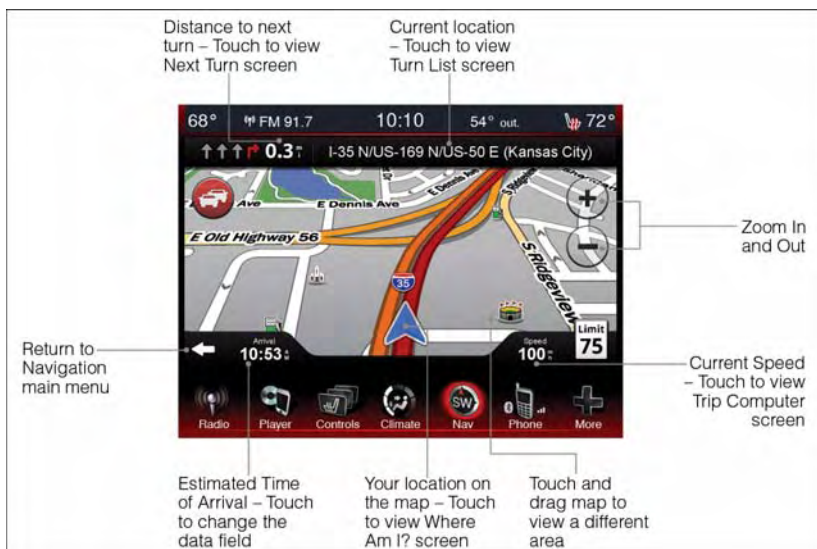 Distance to next
turn – Touch to view
Next Turn screen
Current location
– Touch to view
Turn List screen
68° FM 91.7 10:10 54° out. 72°
0.3 I-35 N/US-169 N/US-50 E (Kansas City)
E Dennis Ave
E Dennis Ave
E Old Highway 56
S Ridgeview
35
+
−
Zoom In
and Out
Return to
Navigation
main menu
Arrival
10:53 AM
Speed
100
Limit
75
Current Speed
– Touch to view
Trip Computer
screen
SW
Radio Player Controls Climate Nav Phone More
Estimated Time
of Arrival – Touch
to change the
data field
Your location on
the map – Touch
to view Where
Am I? screen
Touch and
drag map to
view a different
area